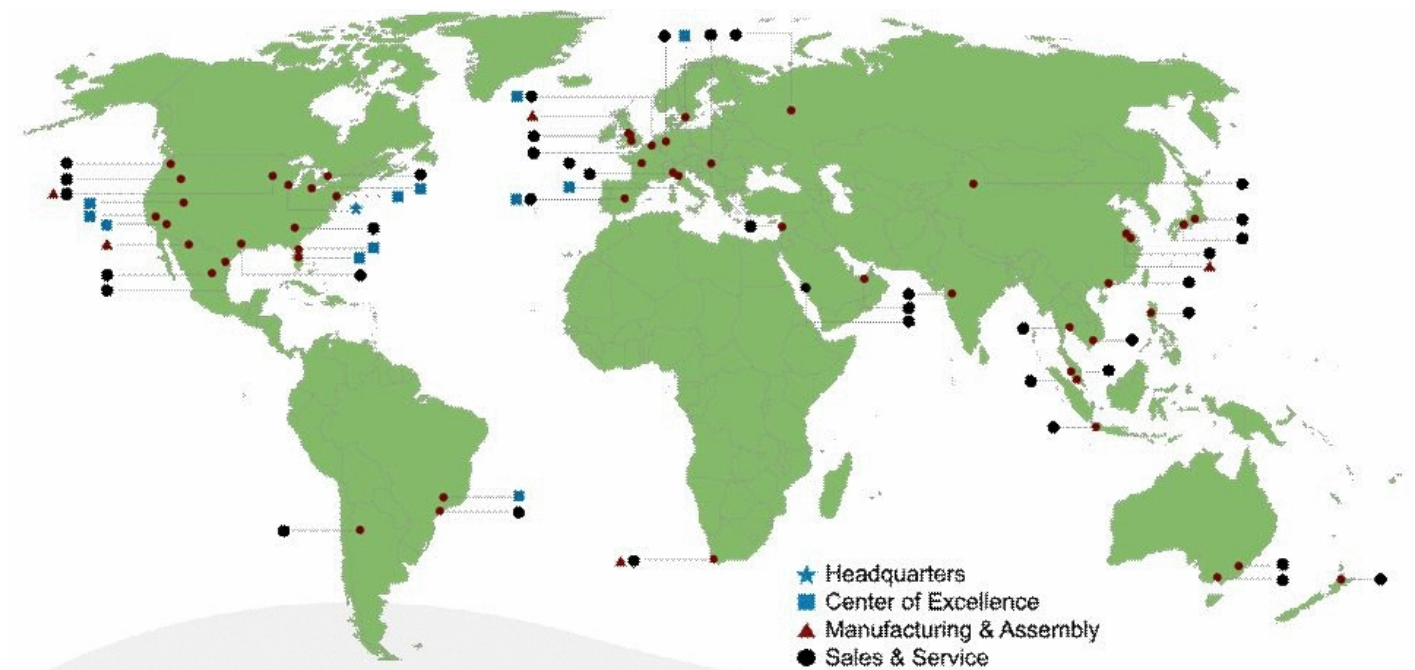 Headquarters
Center of Excellence
Manufacturing & Assembly
Sales & Service